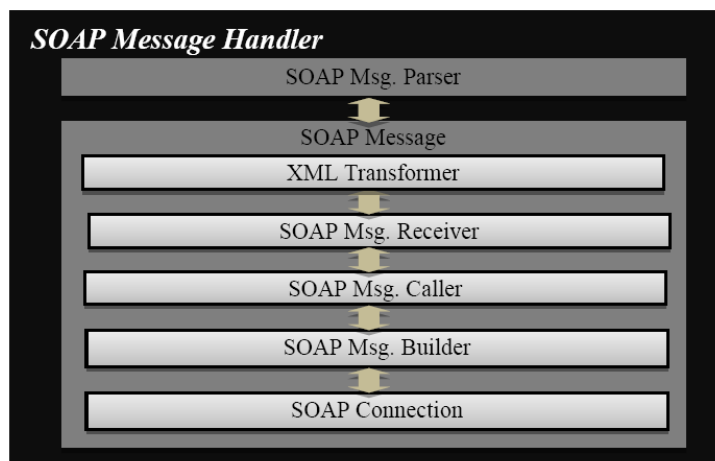 SOAP Message Handler
SOAP Msg. Parser
SOAP Message
XML Transformer
SOAP Msg. Receiver
SOAP Msg. Caller
SOAP Msg. Builder
SOAP Connection